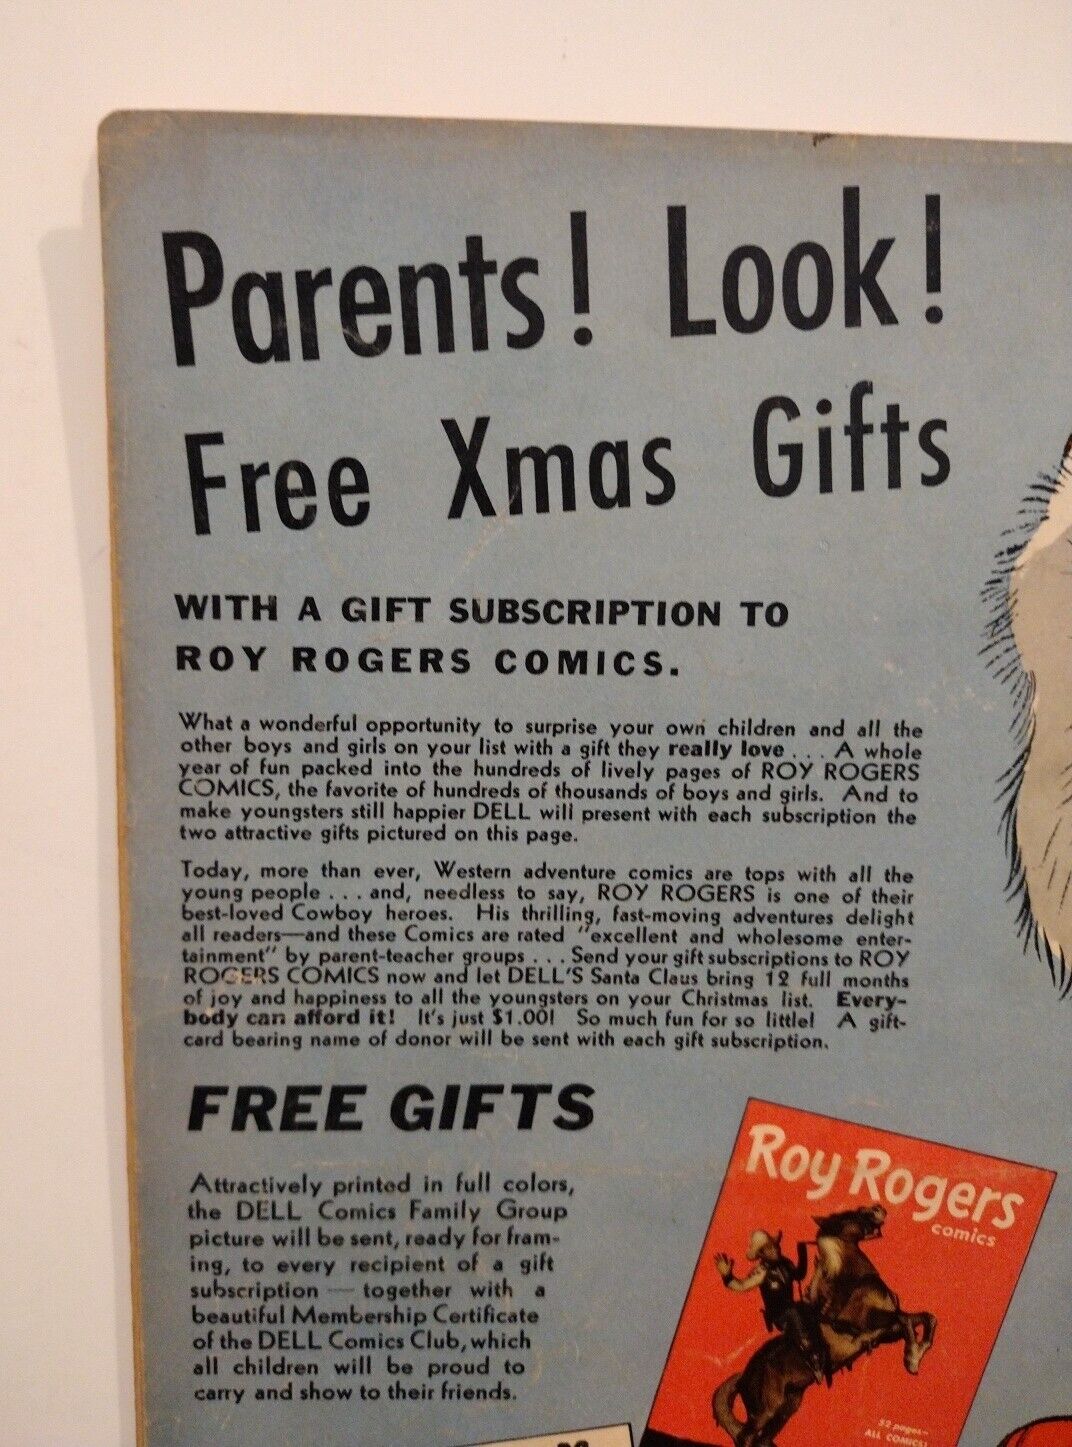 Parents! Look!
Free Xmas Gifts
WITH A GIFT SUBSCRIPTION TO
ROY ROGERS COMICS.
What a wonderful opportunity to surprise your own children and all the
other boys and girls on your list with a gift they really love . . . A whole
year of fun packed into the hundreds of lively pages of ROY ROGERS
COMICS, the favorite of hundreds of thousands of boys and girls. And to
make youngsters still happier DELL will present with each subscription the
two attractive gifts pictured on this page.
Today, more than ever, Western adventure comics are tops with all the
young people . . . and, needless to say, ROY ROGERS is one of their
best-loved Cowboy heroes. His thrilling, fast-moving adventures delight
all readers—and these Comics are rated "excellent and wholesome enter-
tainment" by parent-teacher groups . . . Send your gift subscriptions to ROY
ROGERS COMICS now and let DELL'S Santa Claus bring 12 full months
of joy and happiness to all the youngsters on your Christmas list. Every-
body can afford it! It's just $1.00! So much fun for so little! A gift-
card bearing name of donor will be sent with each gift subscription.
FREE GIFTS
Attractively printed in full colors,
the DELL Comics Family Group
picture will be sent, ready for fram-
ing, to every recipient of a gift
subscription — together with a
beautiful Membership Certificate
of the DELL Comics Club, which
all children will be proud to
carry and show to their friends.
Roy Rogers
comics
52 pages—
ALL COMICS!